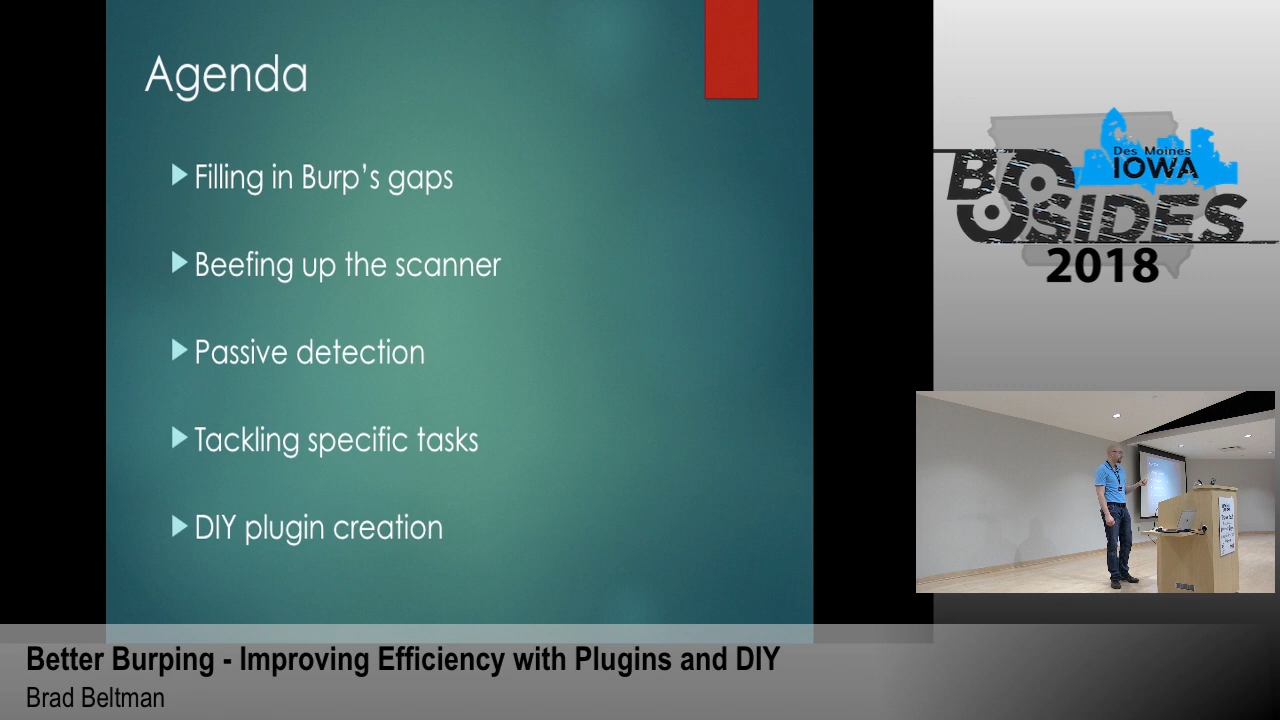 Agenda
Filling in Burp's gaps
Beefing up the scanner
Passive detection
Tackling specific tasks
DIY plugin creation
Des Moines
IOWA
BSIDES
2018
Better Burping - Improving Efficiency with Plugins and DIY
Brad Beltman